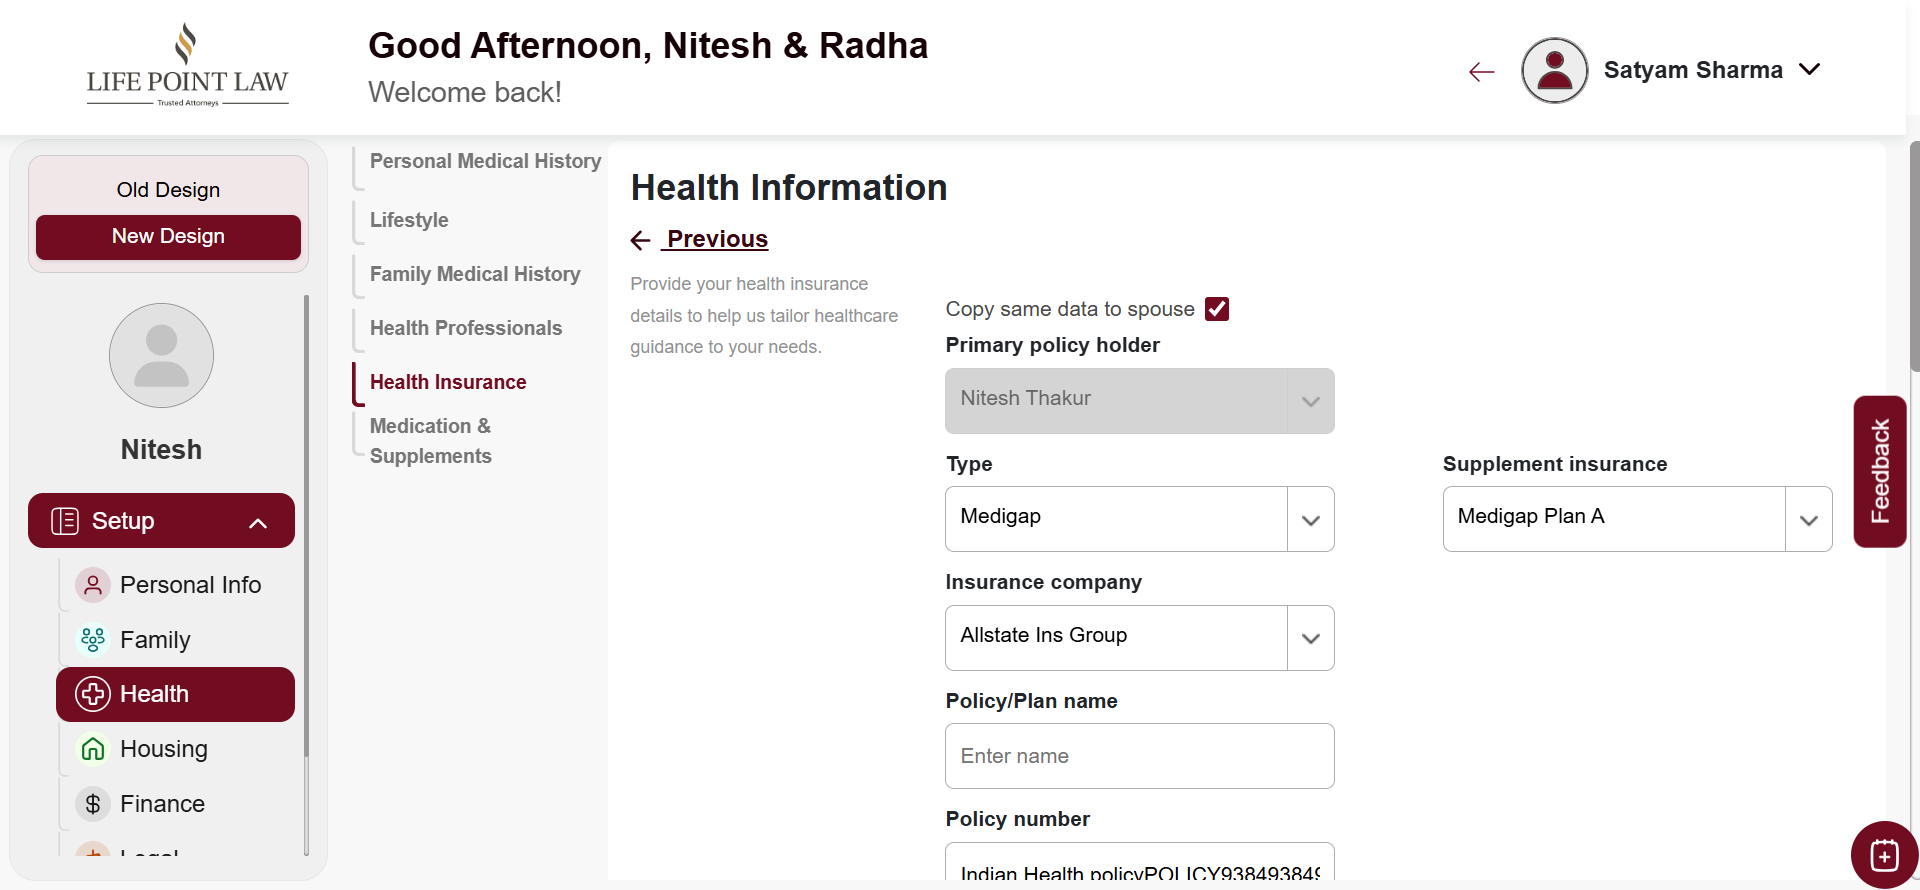 LIFE POINT LAW
Trusted Attorneys
Good Afternoon, Nitesh & Radha
Welcome back!
Satyam Sharma
Old Design
New Design
Nitesh
Setup
Personal Info
Family
Health
Housing
Finance
Legal
Personal Medical History
Lifestyle
Family Medical History
Health Professionals
Health Insurance
Medication &
Supplements
Health Information
Previous
Provide your health insurance
details to help us tailor healthcare
guidance to your needs.
Copy same data to spouse
Primary policy holder
Nitesh Thakur
Type
Medigap
Supplement insurance
Medigap Plan A
Insurance company
Allstate Ins Group
Policy/Plan name
Enter name
Policy number
Indian Health policyPOLICY938493849
Feedback